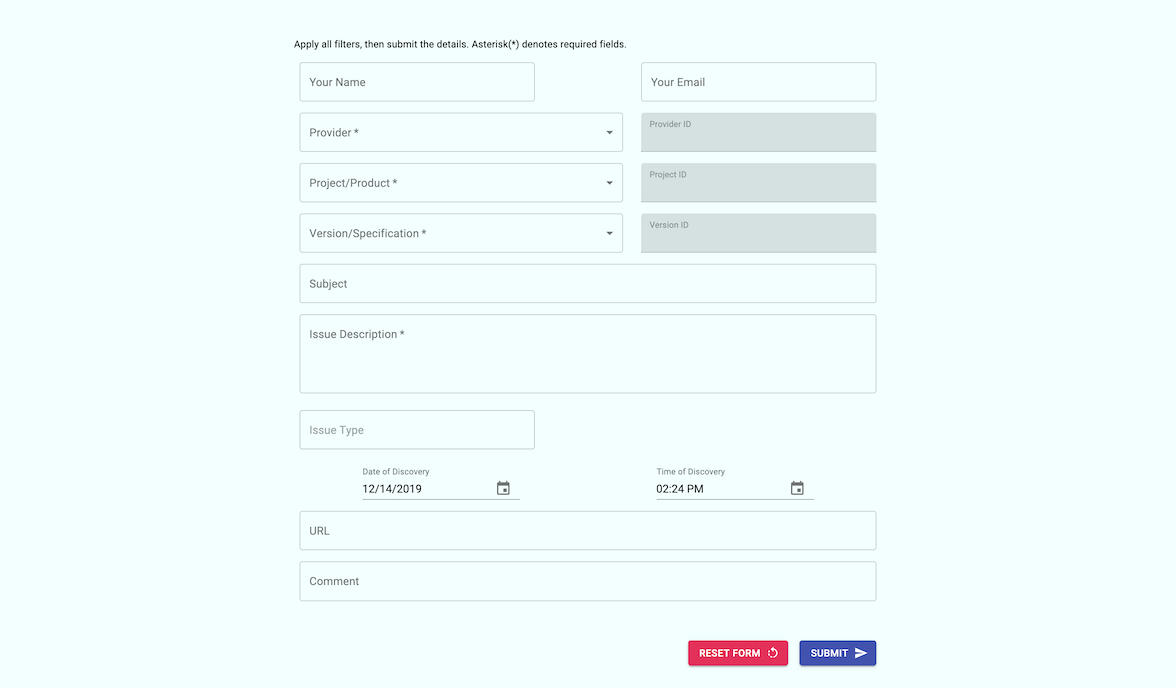 Apply all filters, then submit the details. Asterisk(*) denotes required fields.
Your Name
Your Email
Provider *
Provider ID
Project/Product *
Project ID
Version/Specification *
Version ID
Subject
Issue Description *
Issue Type
Date of Discovery
Time of Discovery
12/14/2019
02:24 PM
URL
Comment
RESET FORM
SUBMIT